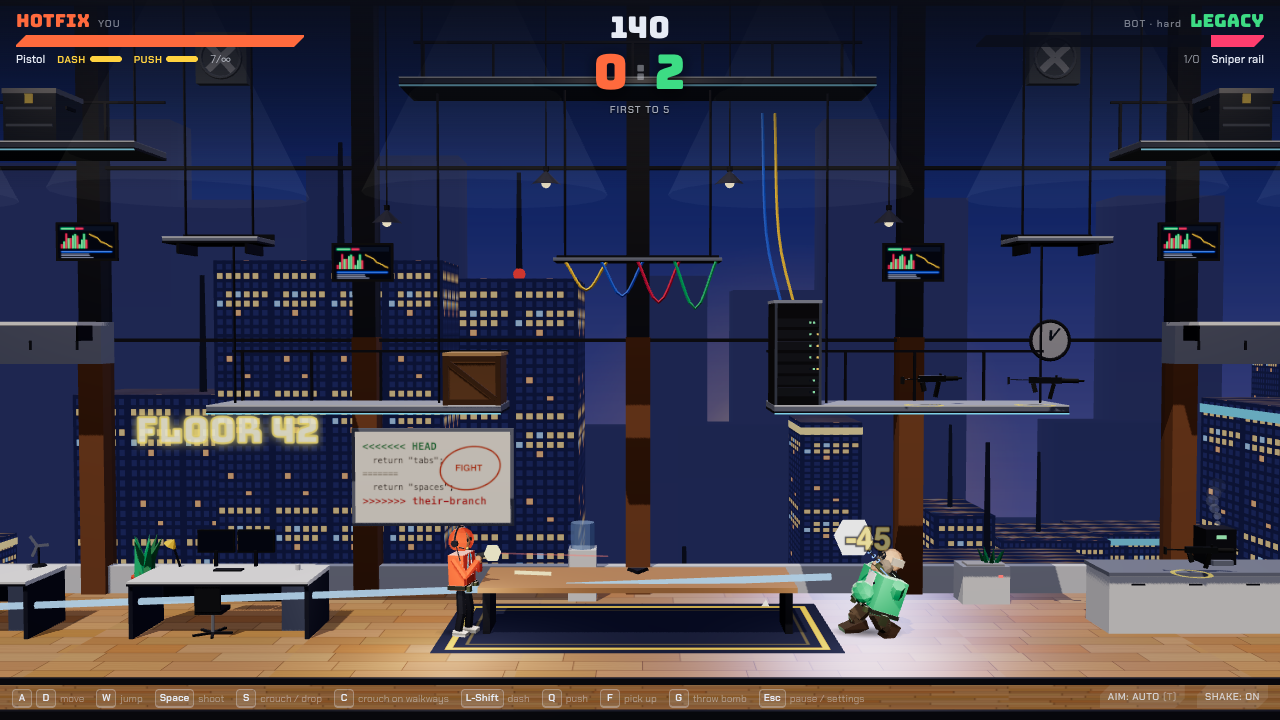 HOTFIX YOU
Pistol DASH PUSH 7/∞
140
0:2
FIRST TO 5
BOT · hard LEGACY
1/0 Sniper rail
FLOOR 42
<<<<<<< HEAD
return "tabs";
=======
return "spaces";
>>>>>>> their-branch
FIGHT
-45
A D move W jump Space shoot S crouch / drop C crouch on walkways L-Shift dash Q push F pick up G throw bomb Esc pause / settings
AIM: AUTO [T] SHAKE: ON